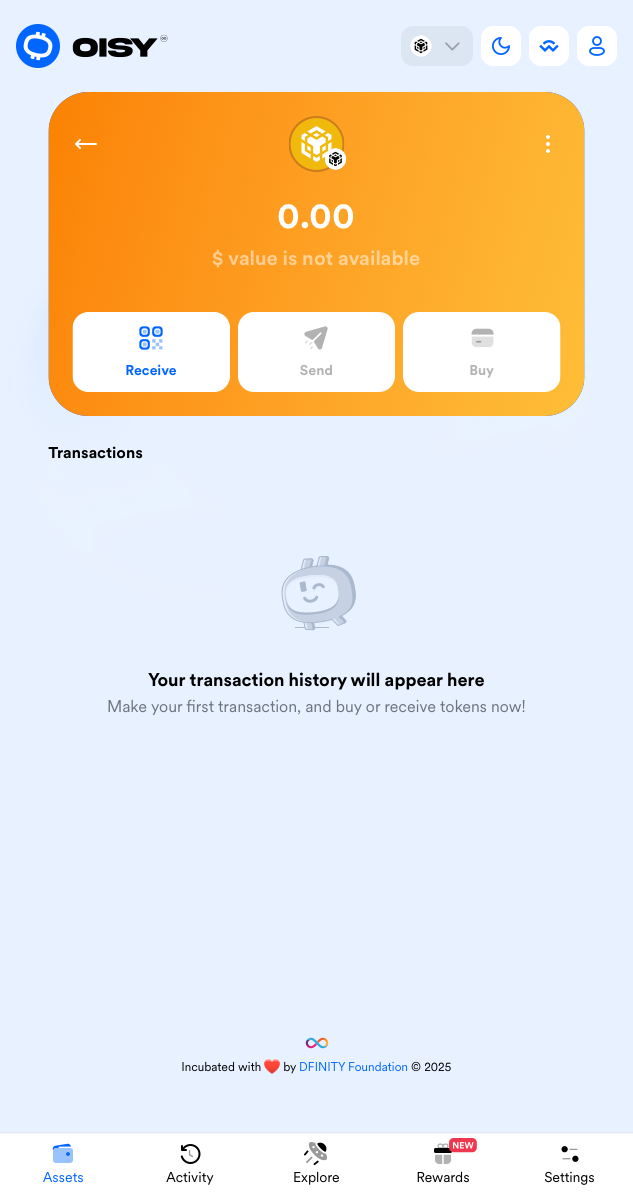 OISY
0.00
$ value is not available
Receive
Send
Buy
Transactions
Your transaction history will appear here
Make your first transaction, and buy or receive tokens now!
Incubated with ❤️ by DFINITY Foundation © 2025
NEW
Assets
Activity
Explore
Rewards
Settings